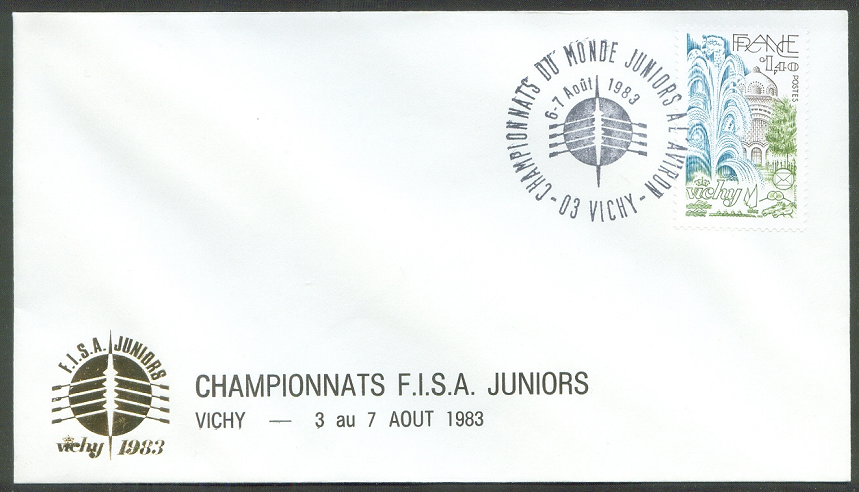 CHAMPIONNATS DU MONDE JUNIORS A L'AVIRON
6-7 Août 1983
- 03 VICHY -
FRANCE
1,40
POSTES
vichy
F.I.S.A. JUNIORS
vichy 1983
CHAMPIONNATS F.I.S.A. JUNIORS
VICHY — 3 au 7 AOUT 1983